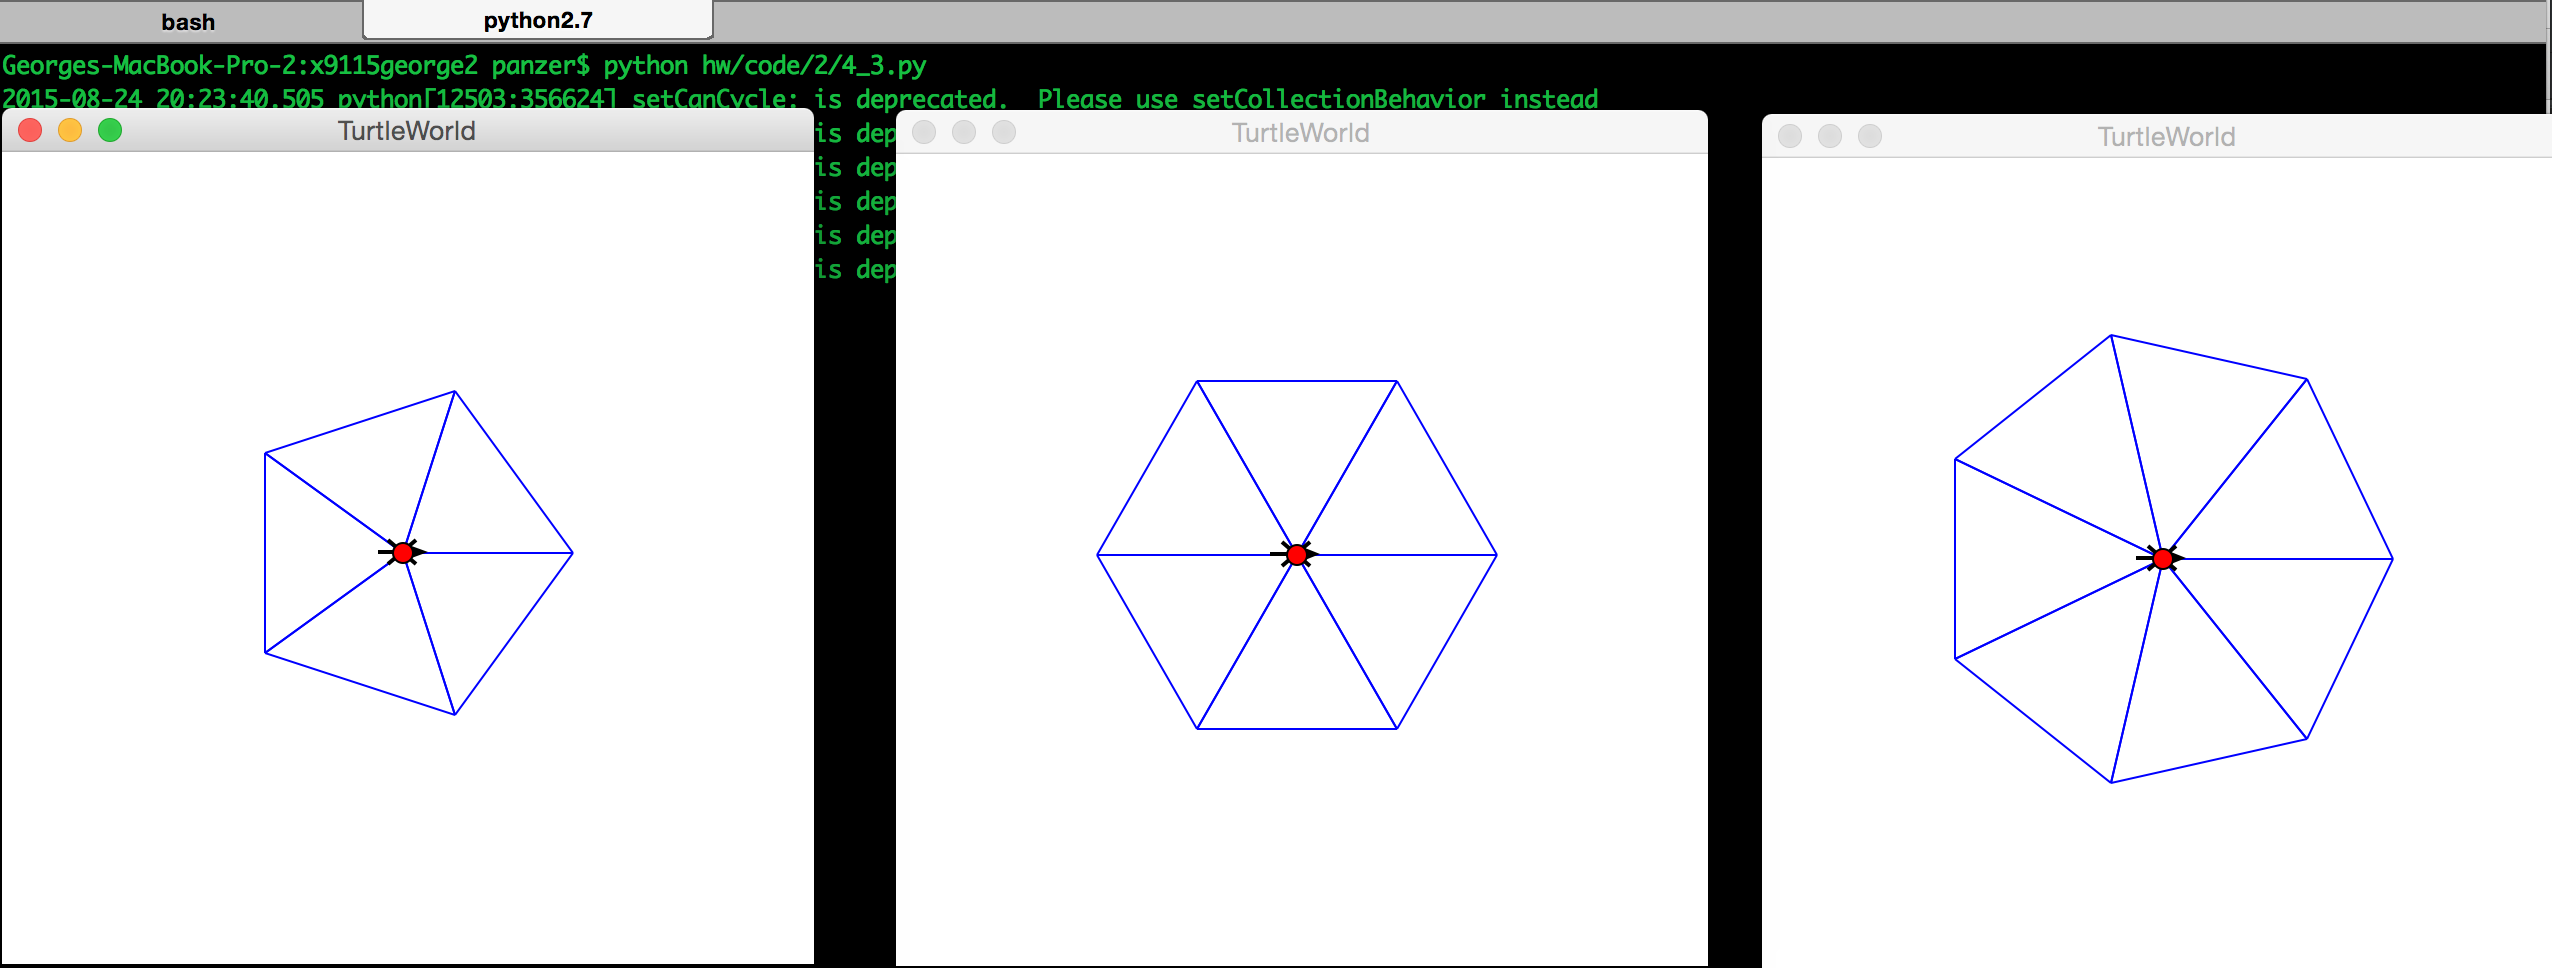 bash
python2.7
Georges-MacBook-Pro-2:x9115george2 panzer$ python hw/code/2/4_3.py
2015-08-24 20:23:40.505 python[12503:356624] setCanCycle: is deprecated.  Please use setCollectionBehavior instead
TurtleWorld
TurtleWorld
TurtleWorld
is dep
is dep
is dep
is dep
is dep